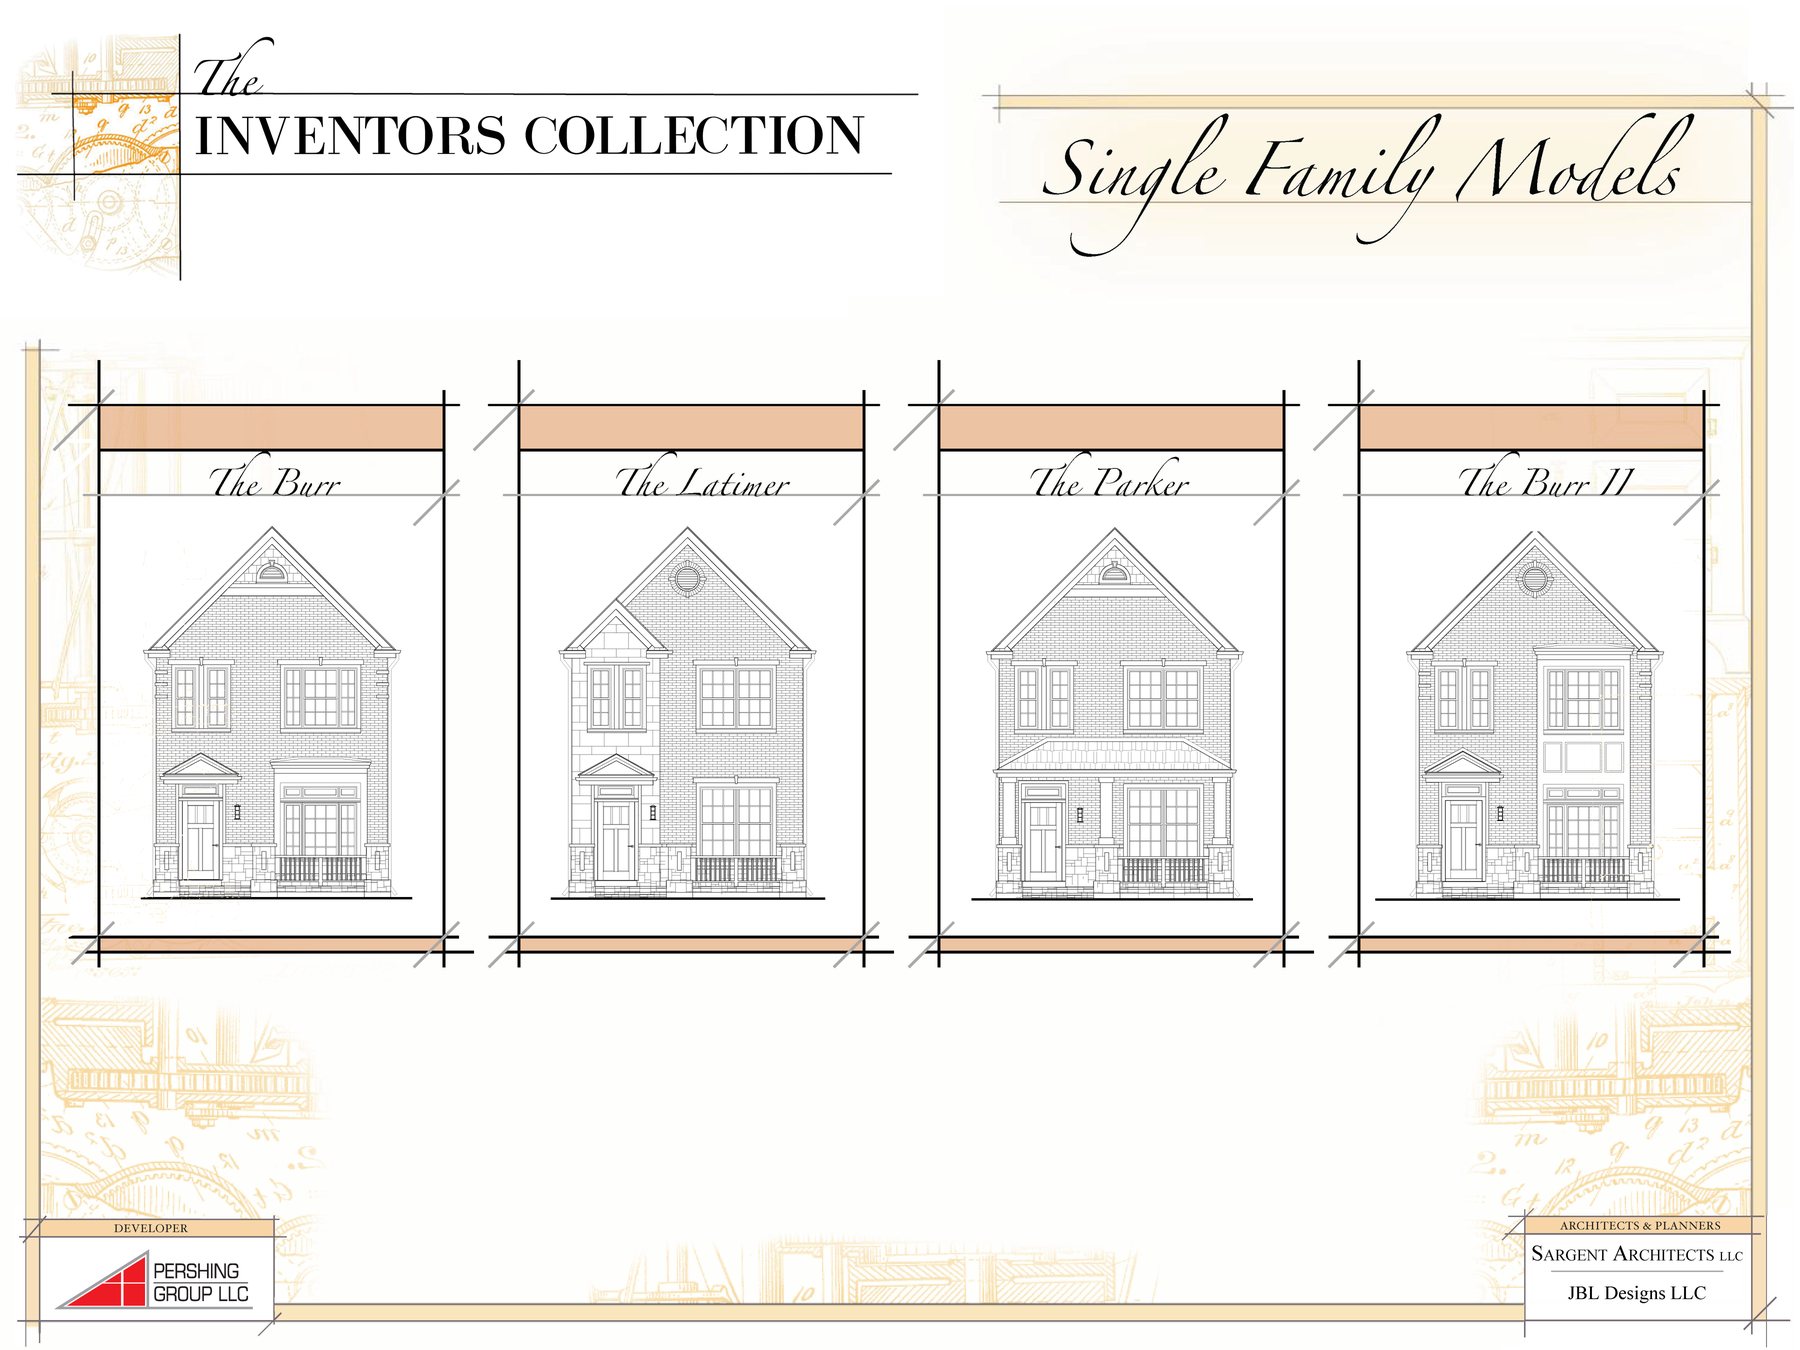 The
INVENTORS COLLECTION
Single Family Models
The Burr
The Latimer
The Parker
The Burr II
DEVELOPER
PERSHING
GROUP LLC
ARCHITECTS & PLANNERS
SARGENT ARCHITECTS LLC
JBL Designs LLC